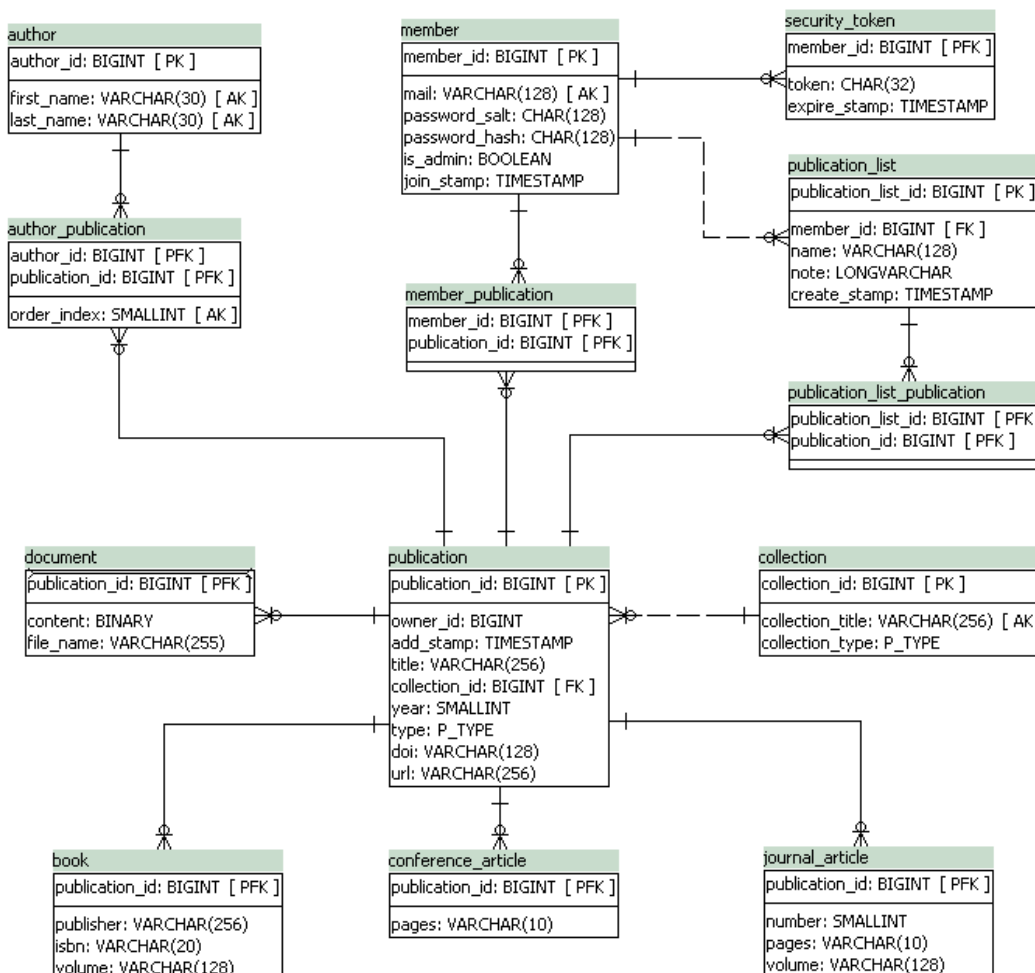 author
author_id: BIGINT [ PK ]
first_name: VARCHAR(30) [ AK ]
last_name: VARCHAR(30) [ AK ]
member
member_id: BIGINT [ PK ]
mail: VARCHAR(128) [ AK ]
password_salt: CHAR(128)
password_hash: CHAR(128)
is_admin: BOOLEAN
join_stamp: TIMESTAMP
security_token
member_id: BIGINT [ PFK ]
token: CHAR(32)
expire_stamp: TIMESTAMP
publication_list
publication_list_id: BIGINT [ PK ]
member_id: BIGINT [ FK ]
name: VARCHAR(128)
note: LONGVARCHAR
create_stamp: TIMESTAMP
author_publication
author_id: BIGINT [ PFK ]
publication_id: BIGINT [ PFK ]
order_index: SMALLINT [ AK ]
member_publication
member_id: BIGINT [ PFK ]
publication_id: BIGINT [ PFK ]
publication_list_publication
publication_list_id: BIGINT [ PFK
publication_id: BIGINT [ PFK ]
document
publication_id: BIGINT [ PFK ]
content: BINARY
file_name: VARCHAR(255)
publication
publication_id: BIGINT [ PK ]
owner_id: BIGINT
add_stamp: TIMESTAMP
title: VARCHAR(256)
collection_id: BIGINT [ FK ]
year: SMALLINT
type: P_TYPE
doi: VARCHAR(128)
url: VARCHAR(256)
collection
collection_id: BIGINT [ PK ]
collection_title: VARCHAR(256) [ AK
collection_type: P_TYPE
book
publication_id: BIGINT [ PFK ]
publisher: VARCHAR(256)
isbn: VARCHAR(20)
volume: VARCHAR(128)
conference_article
publication_id: BIGINT [ PFK ]
pages: VARCHAR(10)
journal_article
publication_id: BIGINT [ PFK ]
number: SMALLINT
pages: VARCHAR(10)
volume: VARCHAR(128)